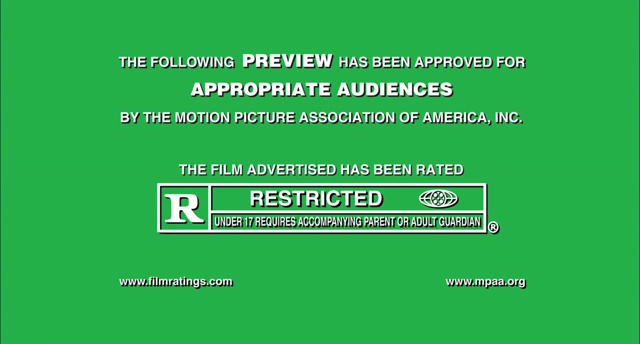 THE FOLLOWING PREVIEW HAS BEEN APPROVED FOR
APPROPRIATE AUDIENCES
BY THE MOTION PICTURE ASSOCIATION OF AMERICA, INC.
THE FILM ADVERTISED HAS BEEN RATED
R RESTRICTED
UNDER 17 REQUIRES ACCOMPANYING PARENT OR ADULT GUARDIAN ®
www.filmratings.com www.mpaa.org